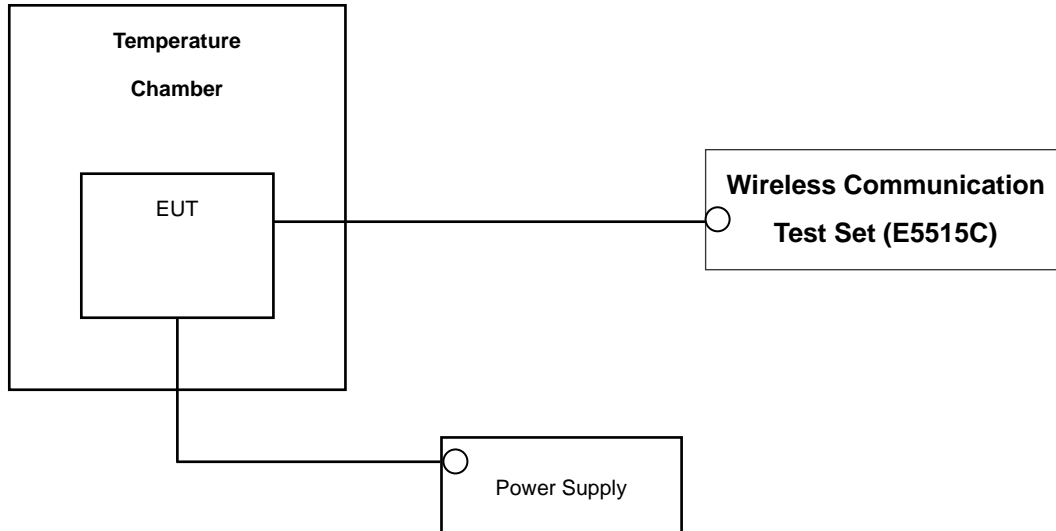 Temperature
Chamber
EUT
Wireless Communication
Test Set (E5515C)
Power Supply